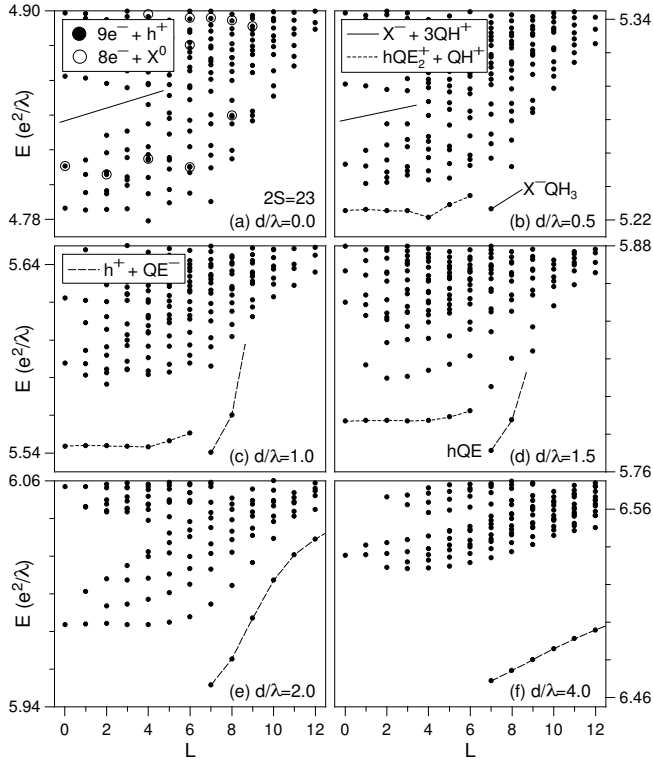 4.90
9e⁻ + h⁺
8e⁻ + X⁰
E (e²/λ)
2S=23
4.78
(a) d/λ=0.0
5.34
X⁻ + 3QH⁺
hQE₂⁺ + QH⁺
X⁻QH₃
5.22
(b) d/λ=0.5
5.64
h⁺ + QE⁻
E (e²/λ)
5.54
(c) d/λ=1.0
5.88
hQE
(d) d/λ=1.5
5.76
6.06
E (e²/λ)
5.94
(e) d/λ=2.0
6.56
(f) d/λ=4.0
6.46
0 2 4 6 8 10 12
0 2 4 6 8 10 12
L
L